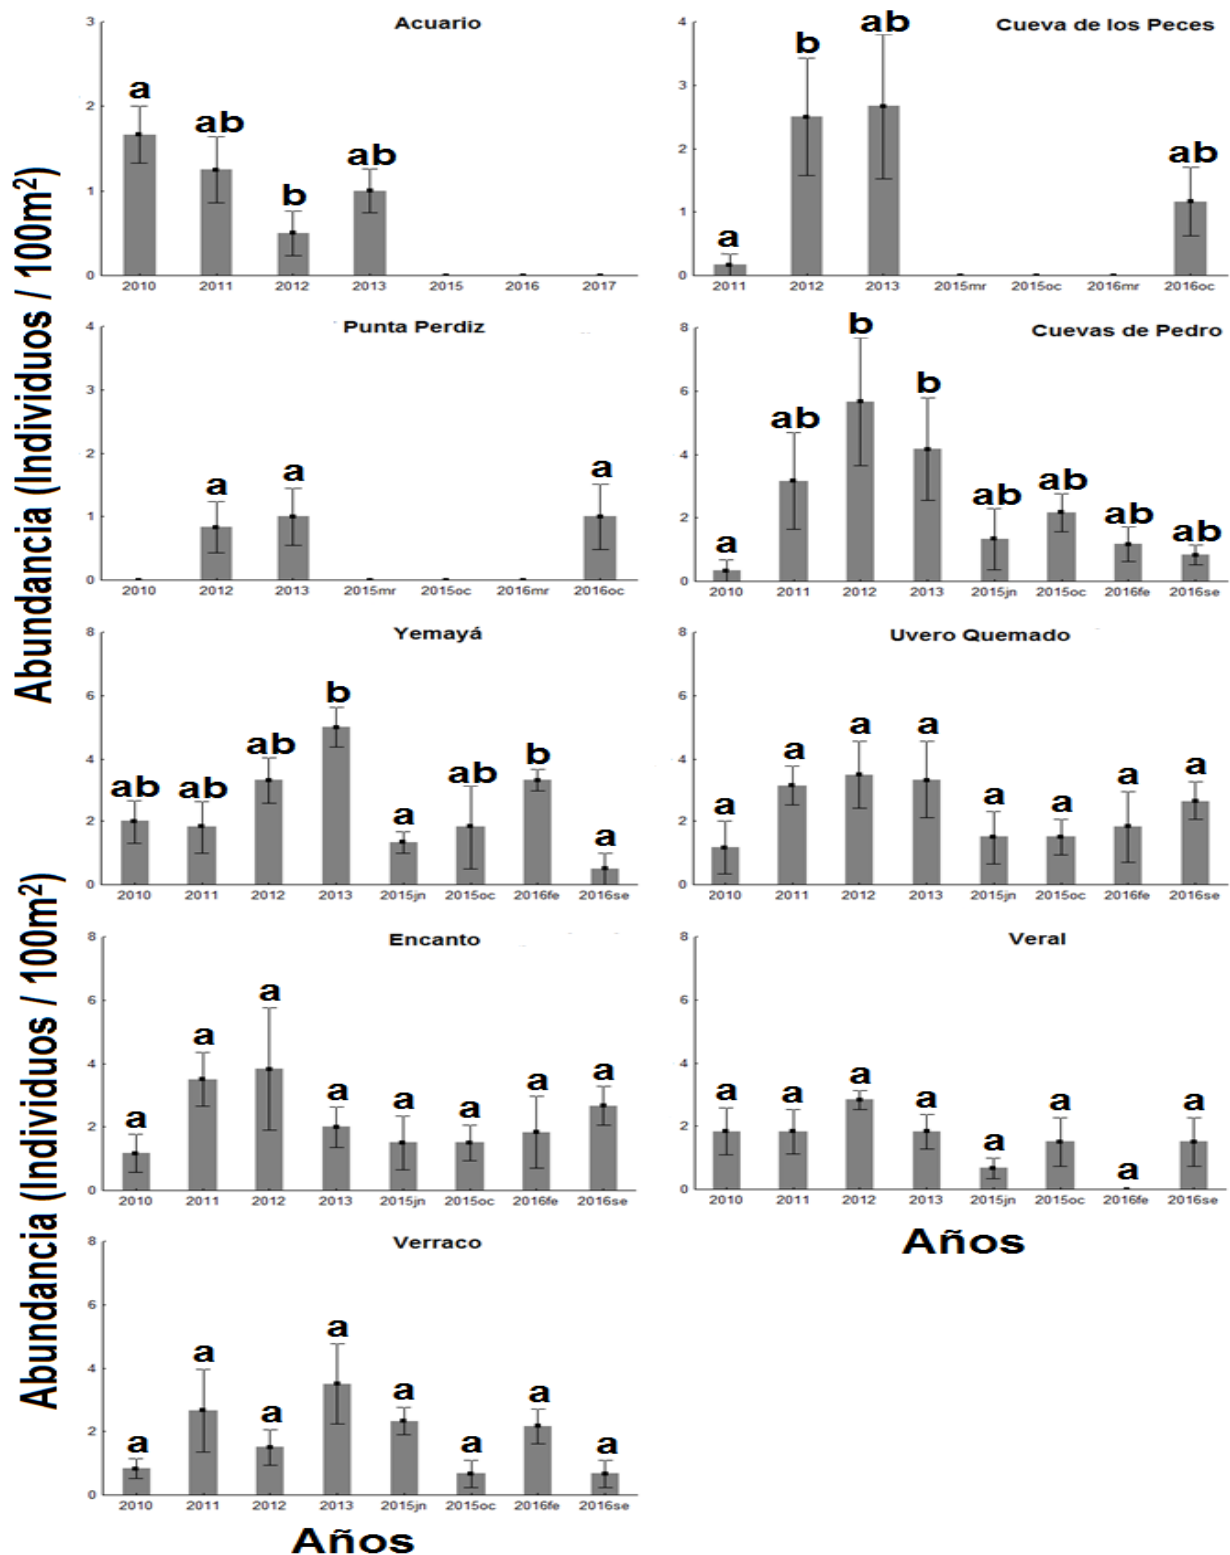 Abundancia (Individuos / 100m²)
Acuario
3
2
1
0
a
ab
b
ab
2010 2011 2012 2013 2015 2016 2017
Cueva de los Peces
4
3
2
1
0
a
b
ab
ab
2011 2012 2013 2015mr 2015oc 2016mr 2016oc
Punta Perdiz
4
3
2
1
0
a
a
a
2010 2012 2013 2015mr 2015oc 2016mr 2016oc
Cuevas de Pedro
8
6
4
2
0
a
ab
b
b
ab
ab
ab
ab
2010 2011 2012 2013 2015jn 2015oc 2016fe 2016se
Yemayá
8
6
4
2
0
ab
ab
ab
b
a
ab
b
a
2010 2011 2012 2013 2015jn 2015oc 2016fe 2016se
Uvero Quemado
8
6
4
2
0
a
a
a
a
a
a
a
a
2010 2011 2012 2013 2015jn 2015oc 2016fe 2016se
Abundancia (Individuos / 100m²)
Encanto
8
6
4
2
0
a
a
a
a
a
a
a
a
2010 2011 2012 2013 2015jn 2015oc 2016fe 2016se
Veral
8
6
4
2
0
a
a
a
a
a
a
a
a
2010 2011 2012 2013 2015jn 2015oc 2016fe 2016se
Años
Verraco
8
6
4
2
0
a
a
a
a
a
a
a
a
2010 2011 2012 2013 2015jn 2015oc 2016fe 2016se
Años